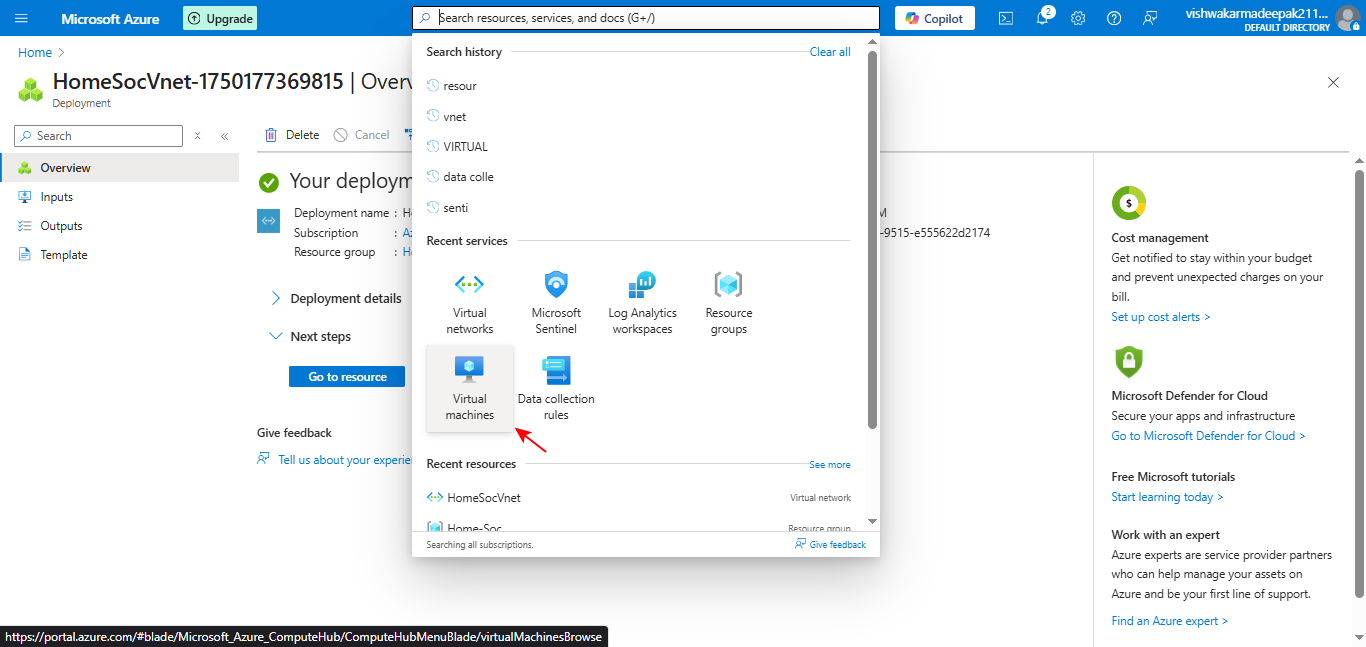 Microsoft Azure
Upgrade
Search resources, services, and docs (G+/)
Copilot
2
vishwakarmadeepak211...
DEFAULT DIRECTORY
Home >
HomeSocVnet-1750177369815 | Overv
Deployment
Search
Overview
Inputs
Outputs
Template
Delete
Cancel
Your deploym
Deployment name : H
Subscription : Az
Resource group : H
M
-9515-e555622d2174
Deployment details
Next steps
Go to resource
Give feedback
Tell us about your experie
Search history
Clear all
resour
vnet
VIRTUAL
data colle
senti
Recent services
Virtual
networks
Microsoft
Sentinel
Log Analytics
workspaces
Resource
groups
Virtual
machines
Data collection
rules
Recent resources
See more
HomeSocVnet
Virtual network
Home-Soc
Resource group
Searching all subscriptions.
Give feedback
Cost management
Get notified to stay within your budget
and prevent unexpected charges on your
bill.
Set up cost alerts >
Microsoft Defender for Cloud
Secure your apps and infrastructure
Go to Microsoft Defender for Cloud >
Free Microsoft tutorials
Start learning today >
Work with an expert
Azure experts are service provider partners
who can help manage your assets on
Azure and be your first line of support.
Find an Azure expert >
https://portal.azure.com/#blade/Microsoft_Azure_ComputeHub/ComputeHubMenuBlade/virtualMachinesBrowse